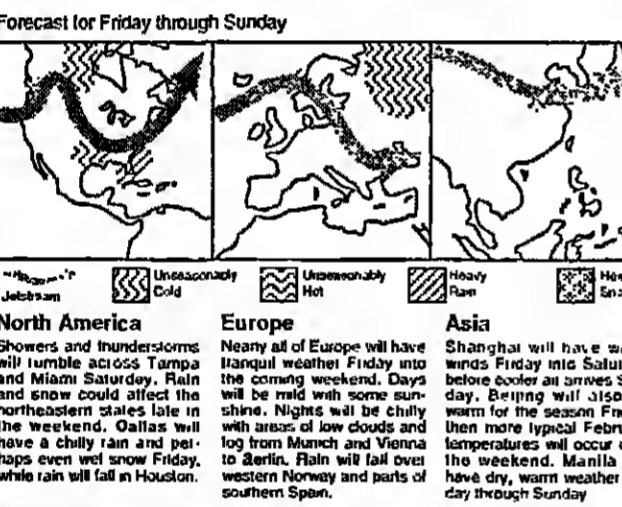 Forecast for Friday through Sunday
Jetstream
Unseasonably
Cold
Unseasonably
Hot
Heavy
Rain
North America
Showers and thunderstorms
will rumble across Tampa
and Miami Saturday. Rain
and snow could affect the
northeastern states late in
the weekend. Dallas will
have a chilly rain and per-
haps even wet snow Friday,
while rain will fall in Houston.
Europe
Nearly all of Europe will have
tranquil weather Friday into
the coming weekend. Days
will be mild with some sun-
shine. Nights will be chilly
with areas of low clouds and
fog from Munich and Vienna
to Berlin. Rain will fall over
western Norway and parts of
southern Spain.
Asia
Shanghai will have
winds Friday into
before cooler air arrives
day. Beijing will also
warm for the season
then more typical
temperatures will occur
the weekend. Manila
have dry, warm weather
day through Sunday